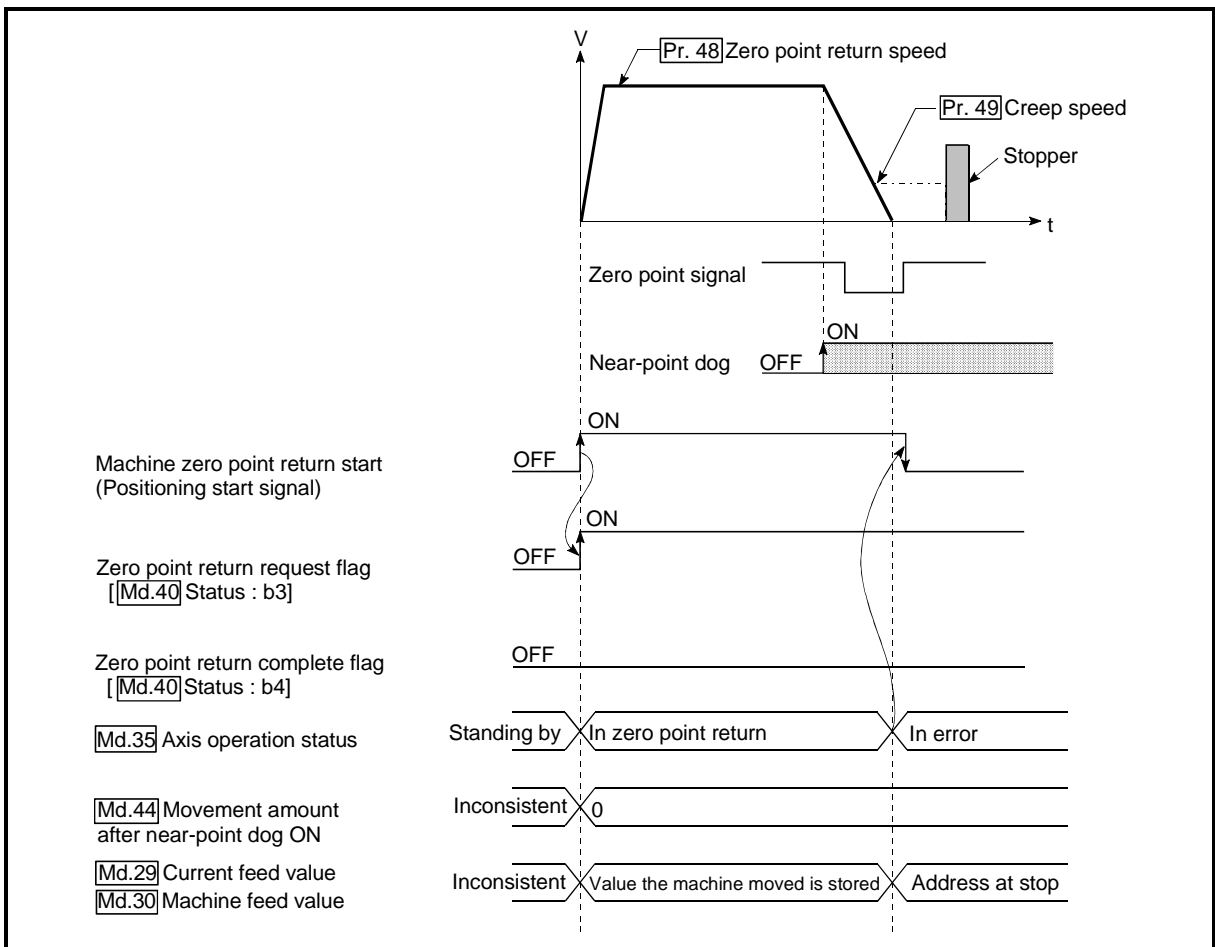 V
Pr. 48 Zero point return speed
Pr. 49 Creep speed
Stopper
t
Zero point signal
ON
Near-point dog OFF
ON
Machine zero point return start OFF
(Positioning start signal)
ON
Zero point return request flag OFF
[ Md.40 Status : b3]
Zero point return complete flag OFF
[ Md.40 Status : b4]
Md.35 Axis operation status Standing by In zero point return In error
Md.44 Movement amount Inconsistent 0
after near-point dog ON
Md.29 Current feed value
Inconsistent Value the machine moved is stored Address at stop
Md.30 Machine feed value